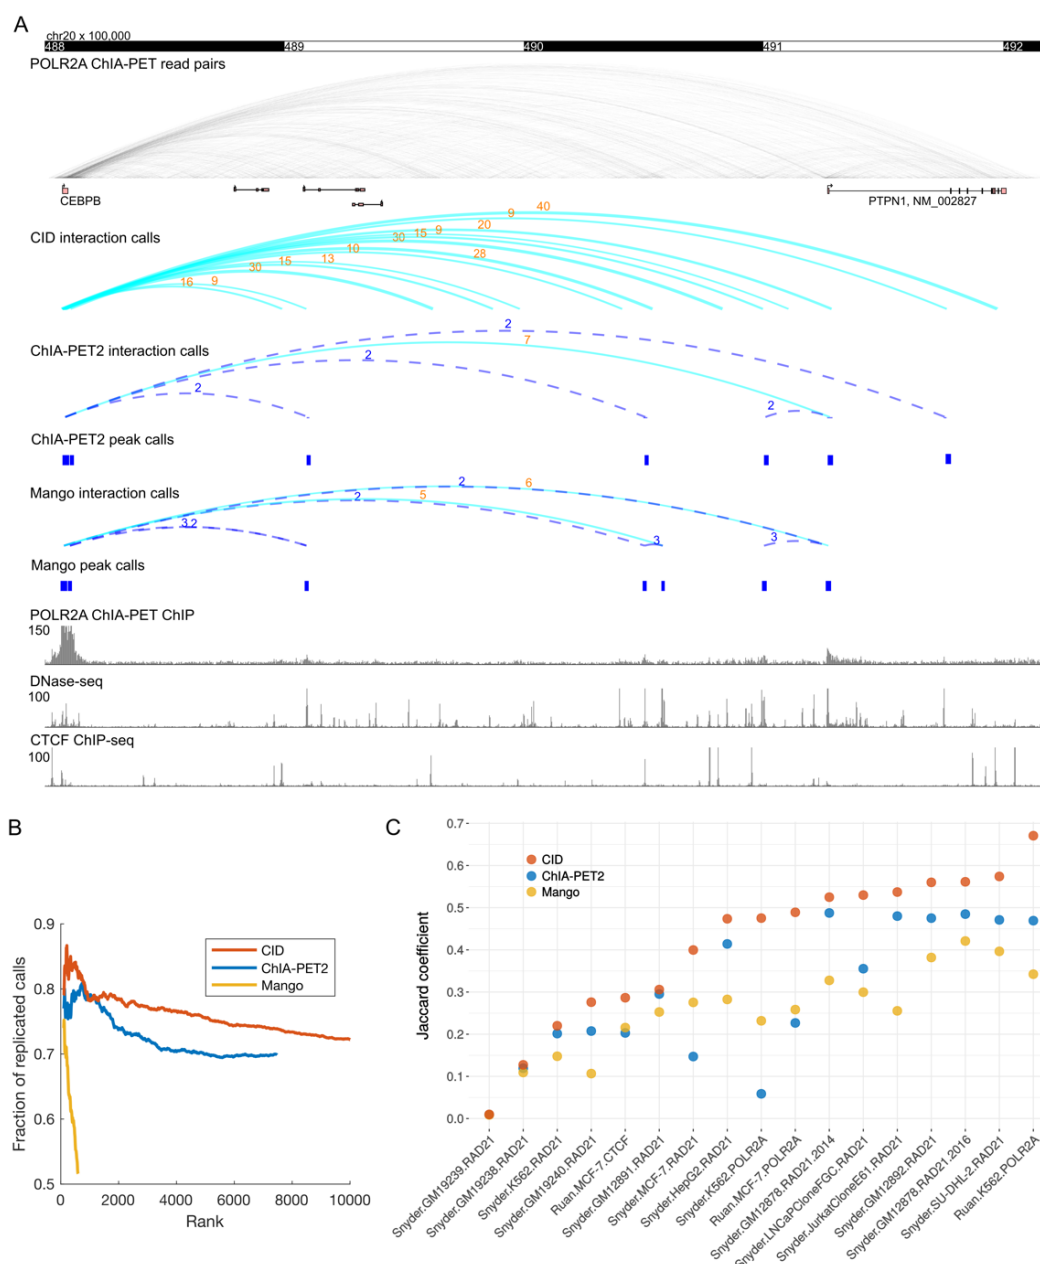 A
chr20 x 100,000
488 489 490 491 492
POLR2A ChIA-PET read pairs
CEBPB
PTPN1, NM_002827
CID interaction calls
40
9
20
15 9
30
10
28
15 13
30
16 9
ChIA-PET2 interaction calls
2
7
2
2
2
ChIA-PET2 peak calls
Mango interaction calls
2 6
2 5
3 2
3
3
Mango peak calls
POLR2A ChIA-PET ChIP
150
DNase-seq
100
CTCF ChIP-seq
100
B
0.9
0.8
0.7
0.6
0.5
Fraction of replicated calls
CID
ChIA-PET2
Mango
0 2000 4000 6000 8000 10000
Rank
C
0.7
0.6
0.5
0.4
0.3
0.2
0.1
0.0
Jaccard coefficient
CID
ChIA-PET2
Mango
Snyder.GM19239.RAD21
Snyder.GM19238.RAD21
Snyder.K562.RAD21
Snyder.GM19240.RAD21
Ruan.MCF-7.CTCF
Snyder.GM12891.RAD21
Snyder.MCF-7.RAD21
Snyder.HepG2.RAD21
Snyder.K562.POLR2A
Ruan.MCF-7.POLR2A
Snyder.GM12878.RAD21.2014
Snyder.LNCaPCloneFGC.RAD21
Snyder.JurkatCloneE61.RAD21
Snyder.GM12892.RAD21
Snyder.GM12878.RAD21.2016
Snyder.SU-DHL-2.RAD21
Ruan.K562.POLR2A